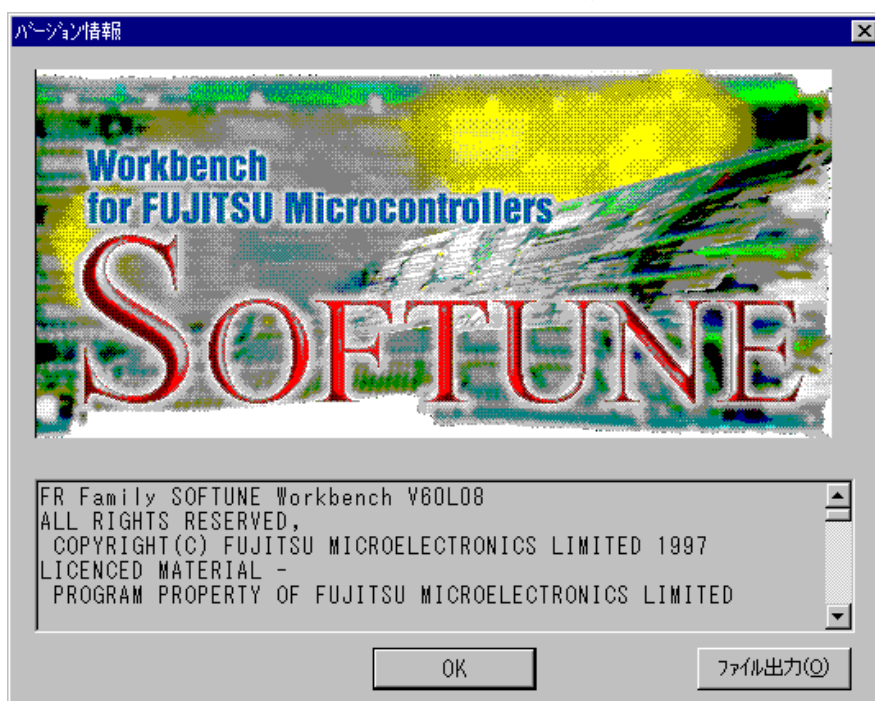 バージョン情報
Workbench
for FUJITSU Microcontrollers
SOFTUNE
FR Family SOFTUNE Workbench V60L08
ALL RIGHTS RESERVED,
COPYRIGHT(C) FUJITSU MICROELECTRONICS LIMITED 1997
LICENCED MATERIAL -
PROGRAM PROPERTY OF FUJITSU MICROELECTRONICS LIMITED
OK
ファイル出力(O)